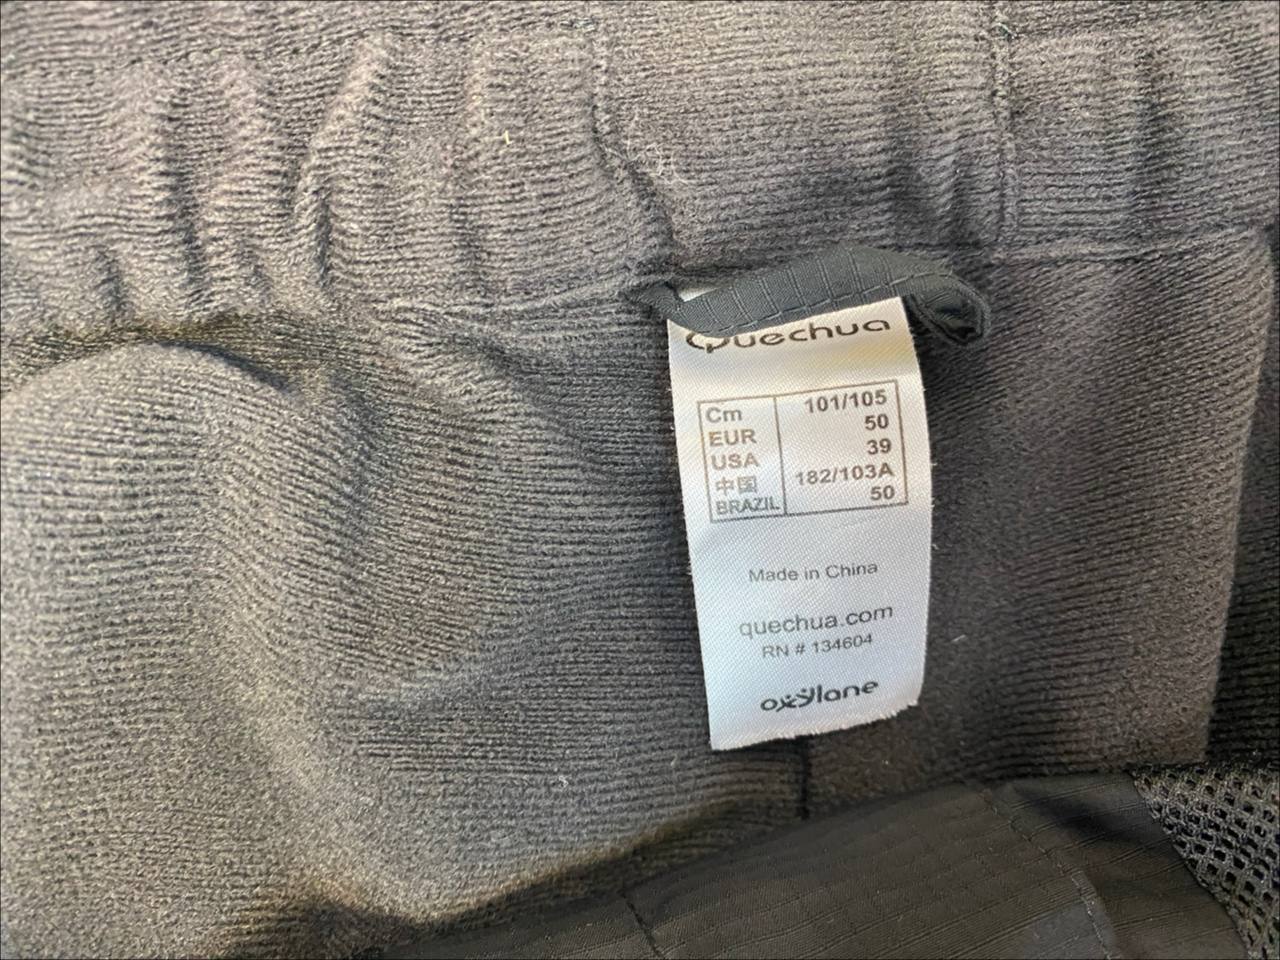 Quechua
Cm 101/105
EUR 50
USA 39
中国 182/103A
BRAZIL 50
Made in China
quechua.com
RN # 134604
oxylane